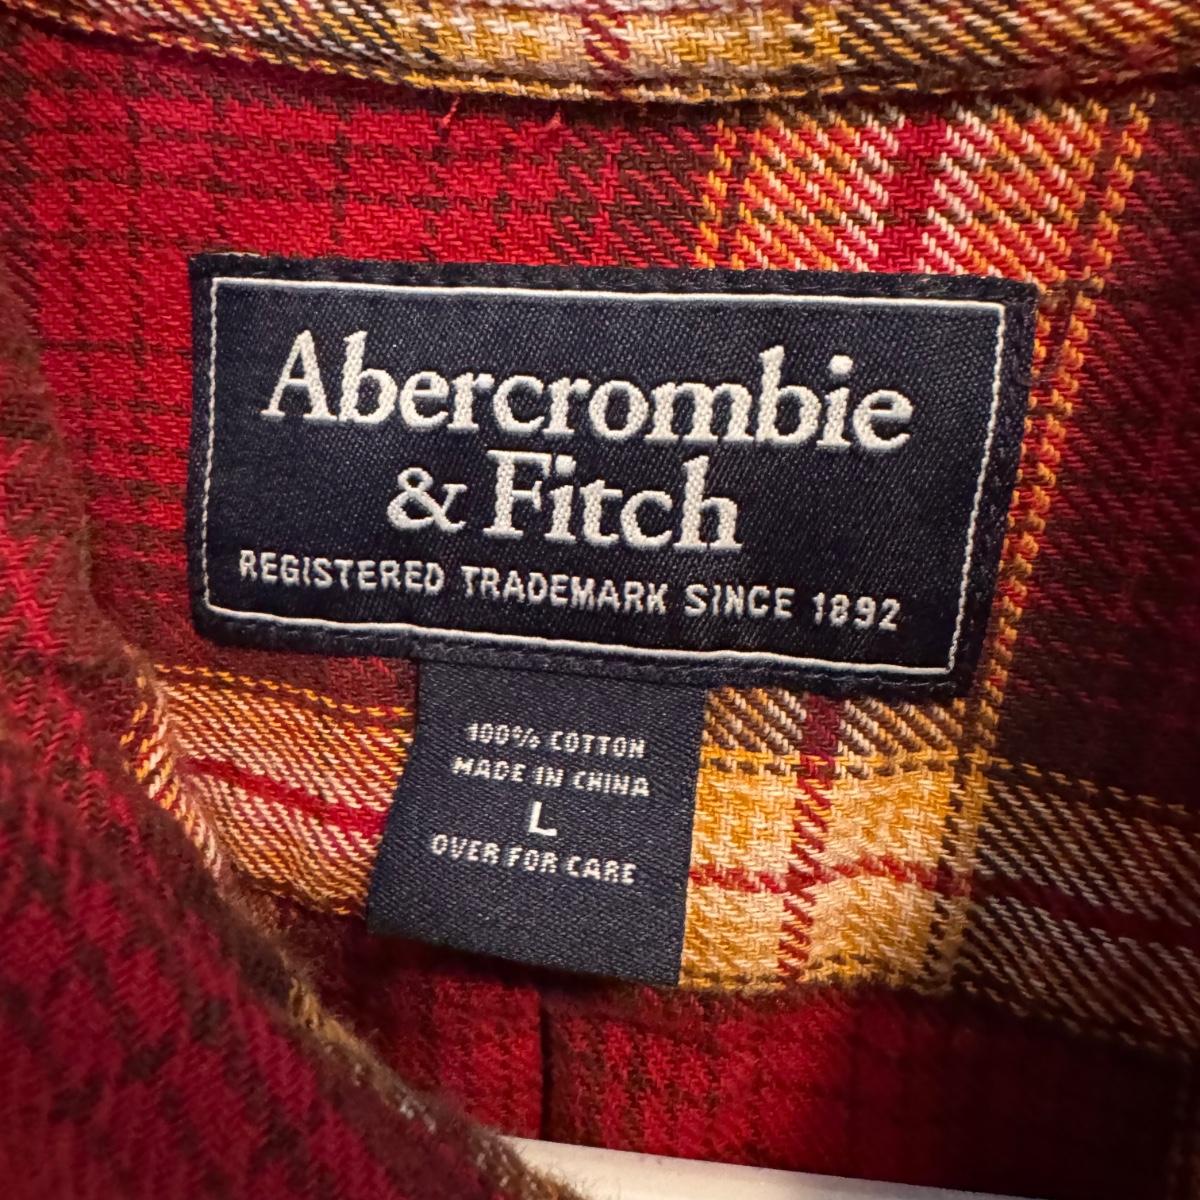 Abercrombie
& Fitch
REGISTERED TRADEMARK SINCE 1892
100% COTTON
MADE IN CHINA
L
OVER FOR CARE